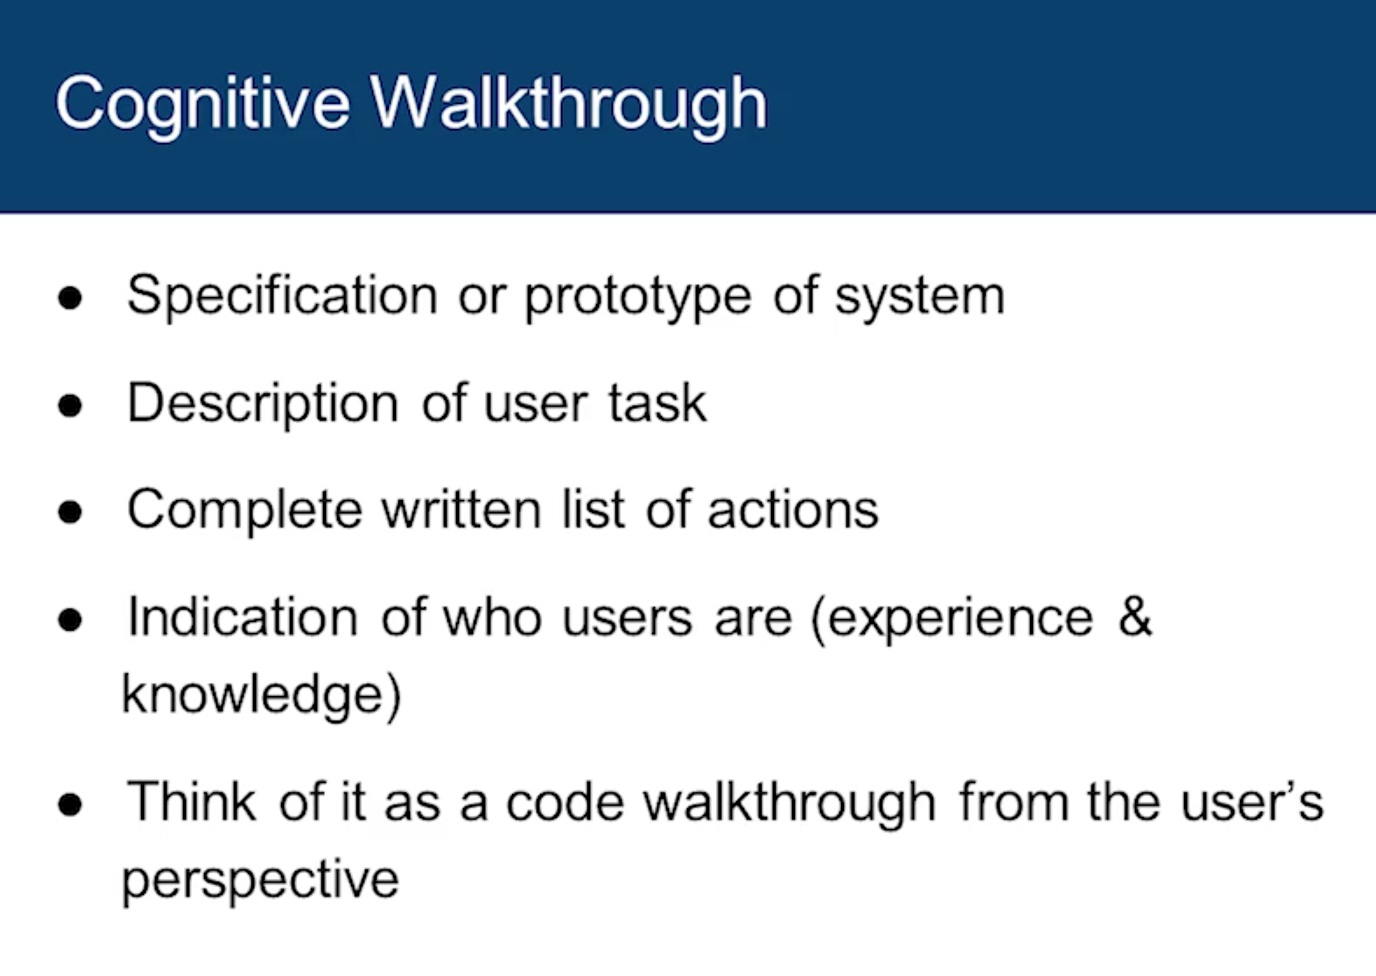 Cognitive Walkthrough
● Specification or prototype of system
● Description of user task
● Complete written list of actions
● Indication of who users are (experience &
knowledge)
● Think of it as a code walkthrough from the user’s
perspective